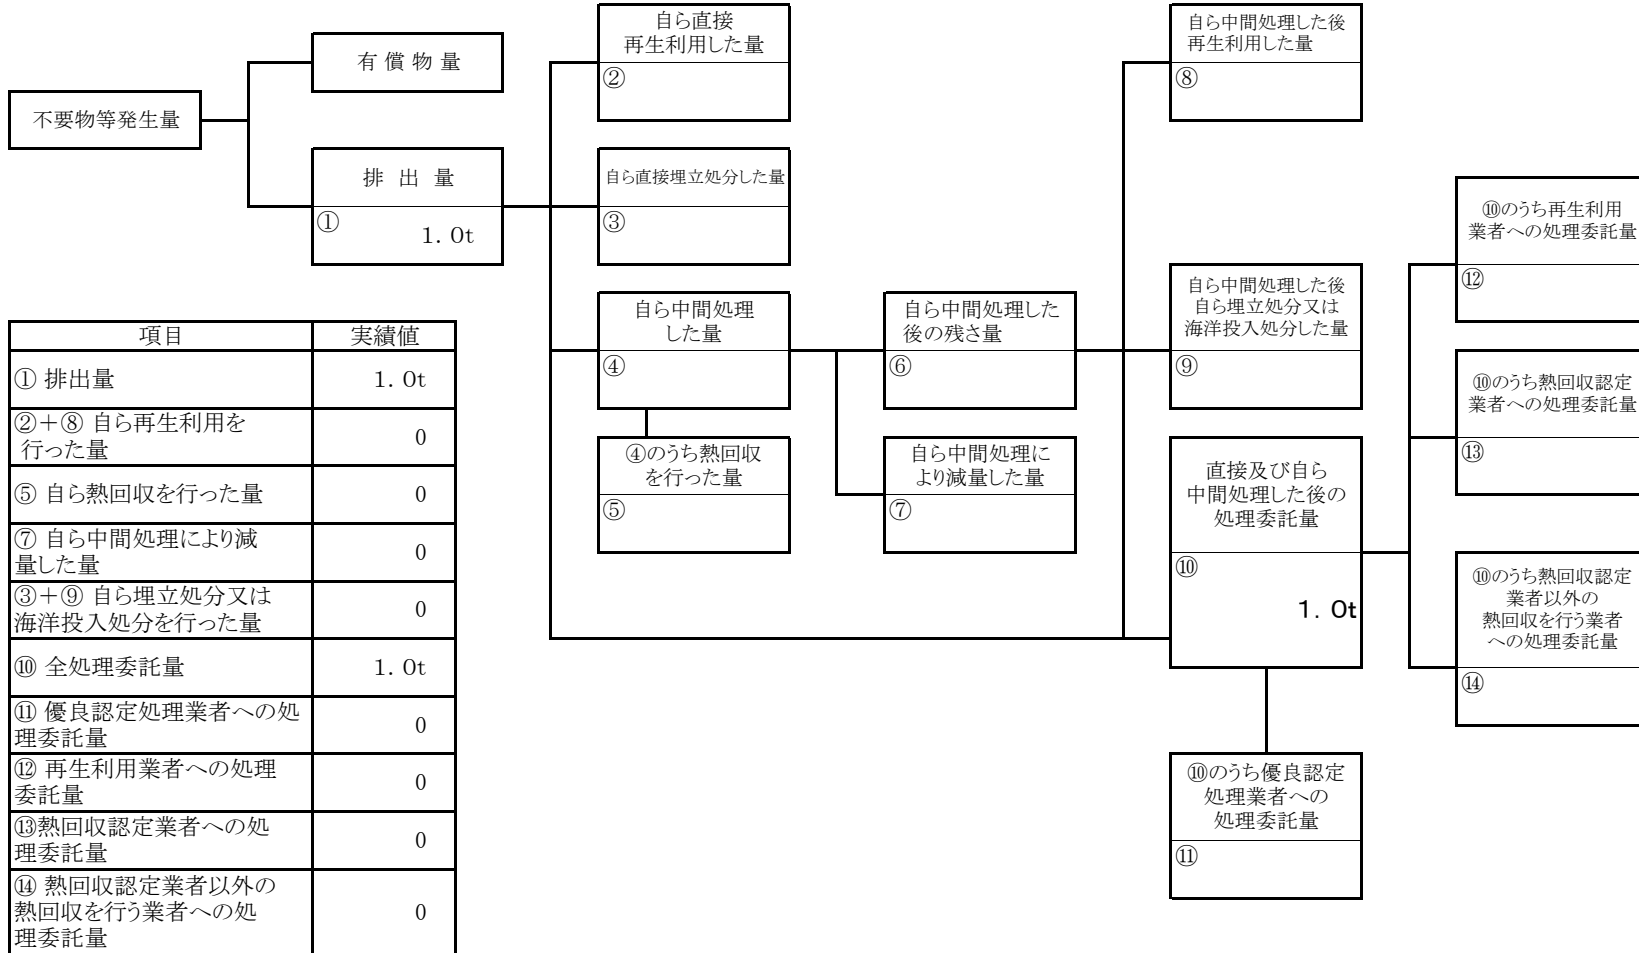 不要物等発生量
有 償 物 量
排 出 量
①
1. 0t
自ら直接
再生利用した量
②
自ら直接埋立処分した量
③
自ら中間処理
した量
④
④のうち熱回収
を行った量
⑤
自ら中間処理した
後の残さ量
⑥
自ら中間処理に
より減量した量
⑦
自ら中間処理した後
再生利用した量
⑧
自ら中間処理した後
自ら埋立処分又は
海洋投入処分した量
⑨
直接及び自ら
中間処理した後の
処理委託量
⑩
1. 0t
⑩のうち優良認定
処理業者への
処理委託量
⑪
⑩のうち再生利用
業者への処理委託量
⑫
⑩のうち熱回収認定
業者への処理委託量
⑬
⑩のうち熱回収認定
業者以外の
熱回収を行う業者
への処理委託量
⑭
項目 実績値
① 排出量 1. 0t
②+⑧ 自ら再生利用を
行った量 0
⑤ 自ら熱回収を行った量 0
⑦ 自ら中間処理により減
量した量 0
③+⑨ 自ら埋立処分又は
海洋投入処分を行った量 0
⑩ 全処理委託量 1. 0t
⑪ 優良認定処理業者への処
理委託量 0
⑫ 再生利用業者への処理
委託量 0
⑬熱回収認定業者への処
理委託量 0
⑭ 熱回収認定業者以外の
熱回収を行う業者への処
理委託量 0